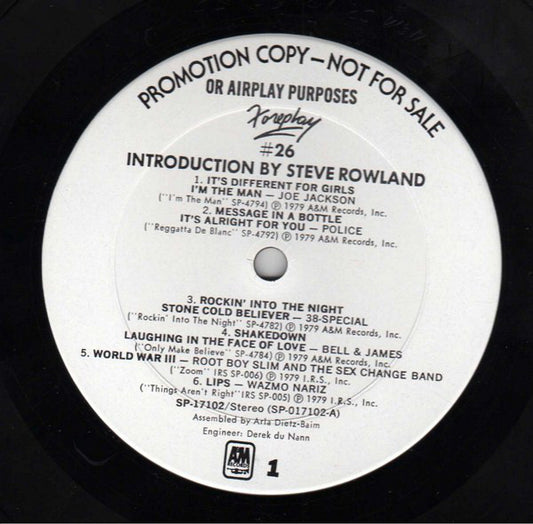 PROMOTION COPY—NOT FOR SALE
OR AIRPLAY PURPOSES
Foreplay
#26
INTRODUCTION BY STEVE ROWLAND
1. IT'S DIFFERENT FOR GIRLS
I'M THE MAN — JOE JACKSON
("I'm The Man" SP-4794) Ⓟ 1979 A&M Records, Inc.
2. MESSAGE IN A BOTTLE
IT'S ALRIGHT FOR YOU — POLICE
("Reggatta De Blanc" SP-4792) Ⓟ 1979 A&M Records, Inc.
3. ROCKIN' INTO THE NIGHT
STONE COLD BELIEVER — 38-SPECIAL
("Rockin' Into The Night" SP-4782) Ⓟ 1979 A&M Records, Inc.
4. SHAKEDOWN
LAUGHING IN THE FACE OF LOVE — BELL & JAMES
("Only Make Believe" SP-4784) Ⓟ 1979 A&M Records, Inc.
5. WORLD WAR III — ROOT BOY SLIM AND THE SEX CHANGE BAND
("Zoom" IRS SP-006) Ⓟ 1979 I.R.S., Inc.
6. LIPS — WAZMO NARIZ
("Things Aren't Right" IRS SP-005) Ⓟ 1979 I.R.S., Inc.
SP-17102/Stereo (SP-017102-A)
Assembled by Arla Dietz-Baim
Engineer: Derek du Nann
A&M RECORDS 1